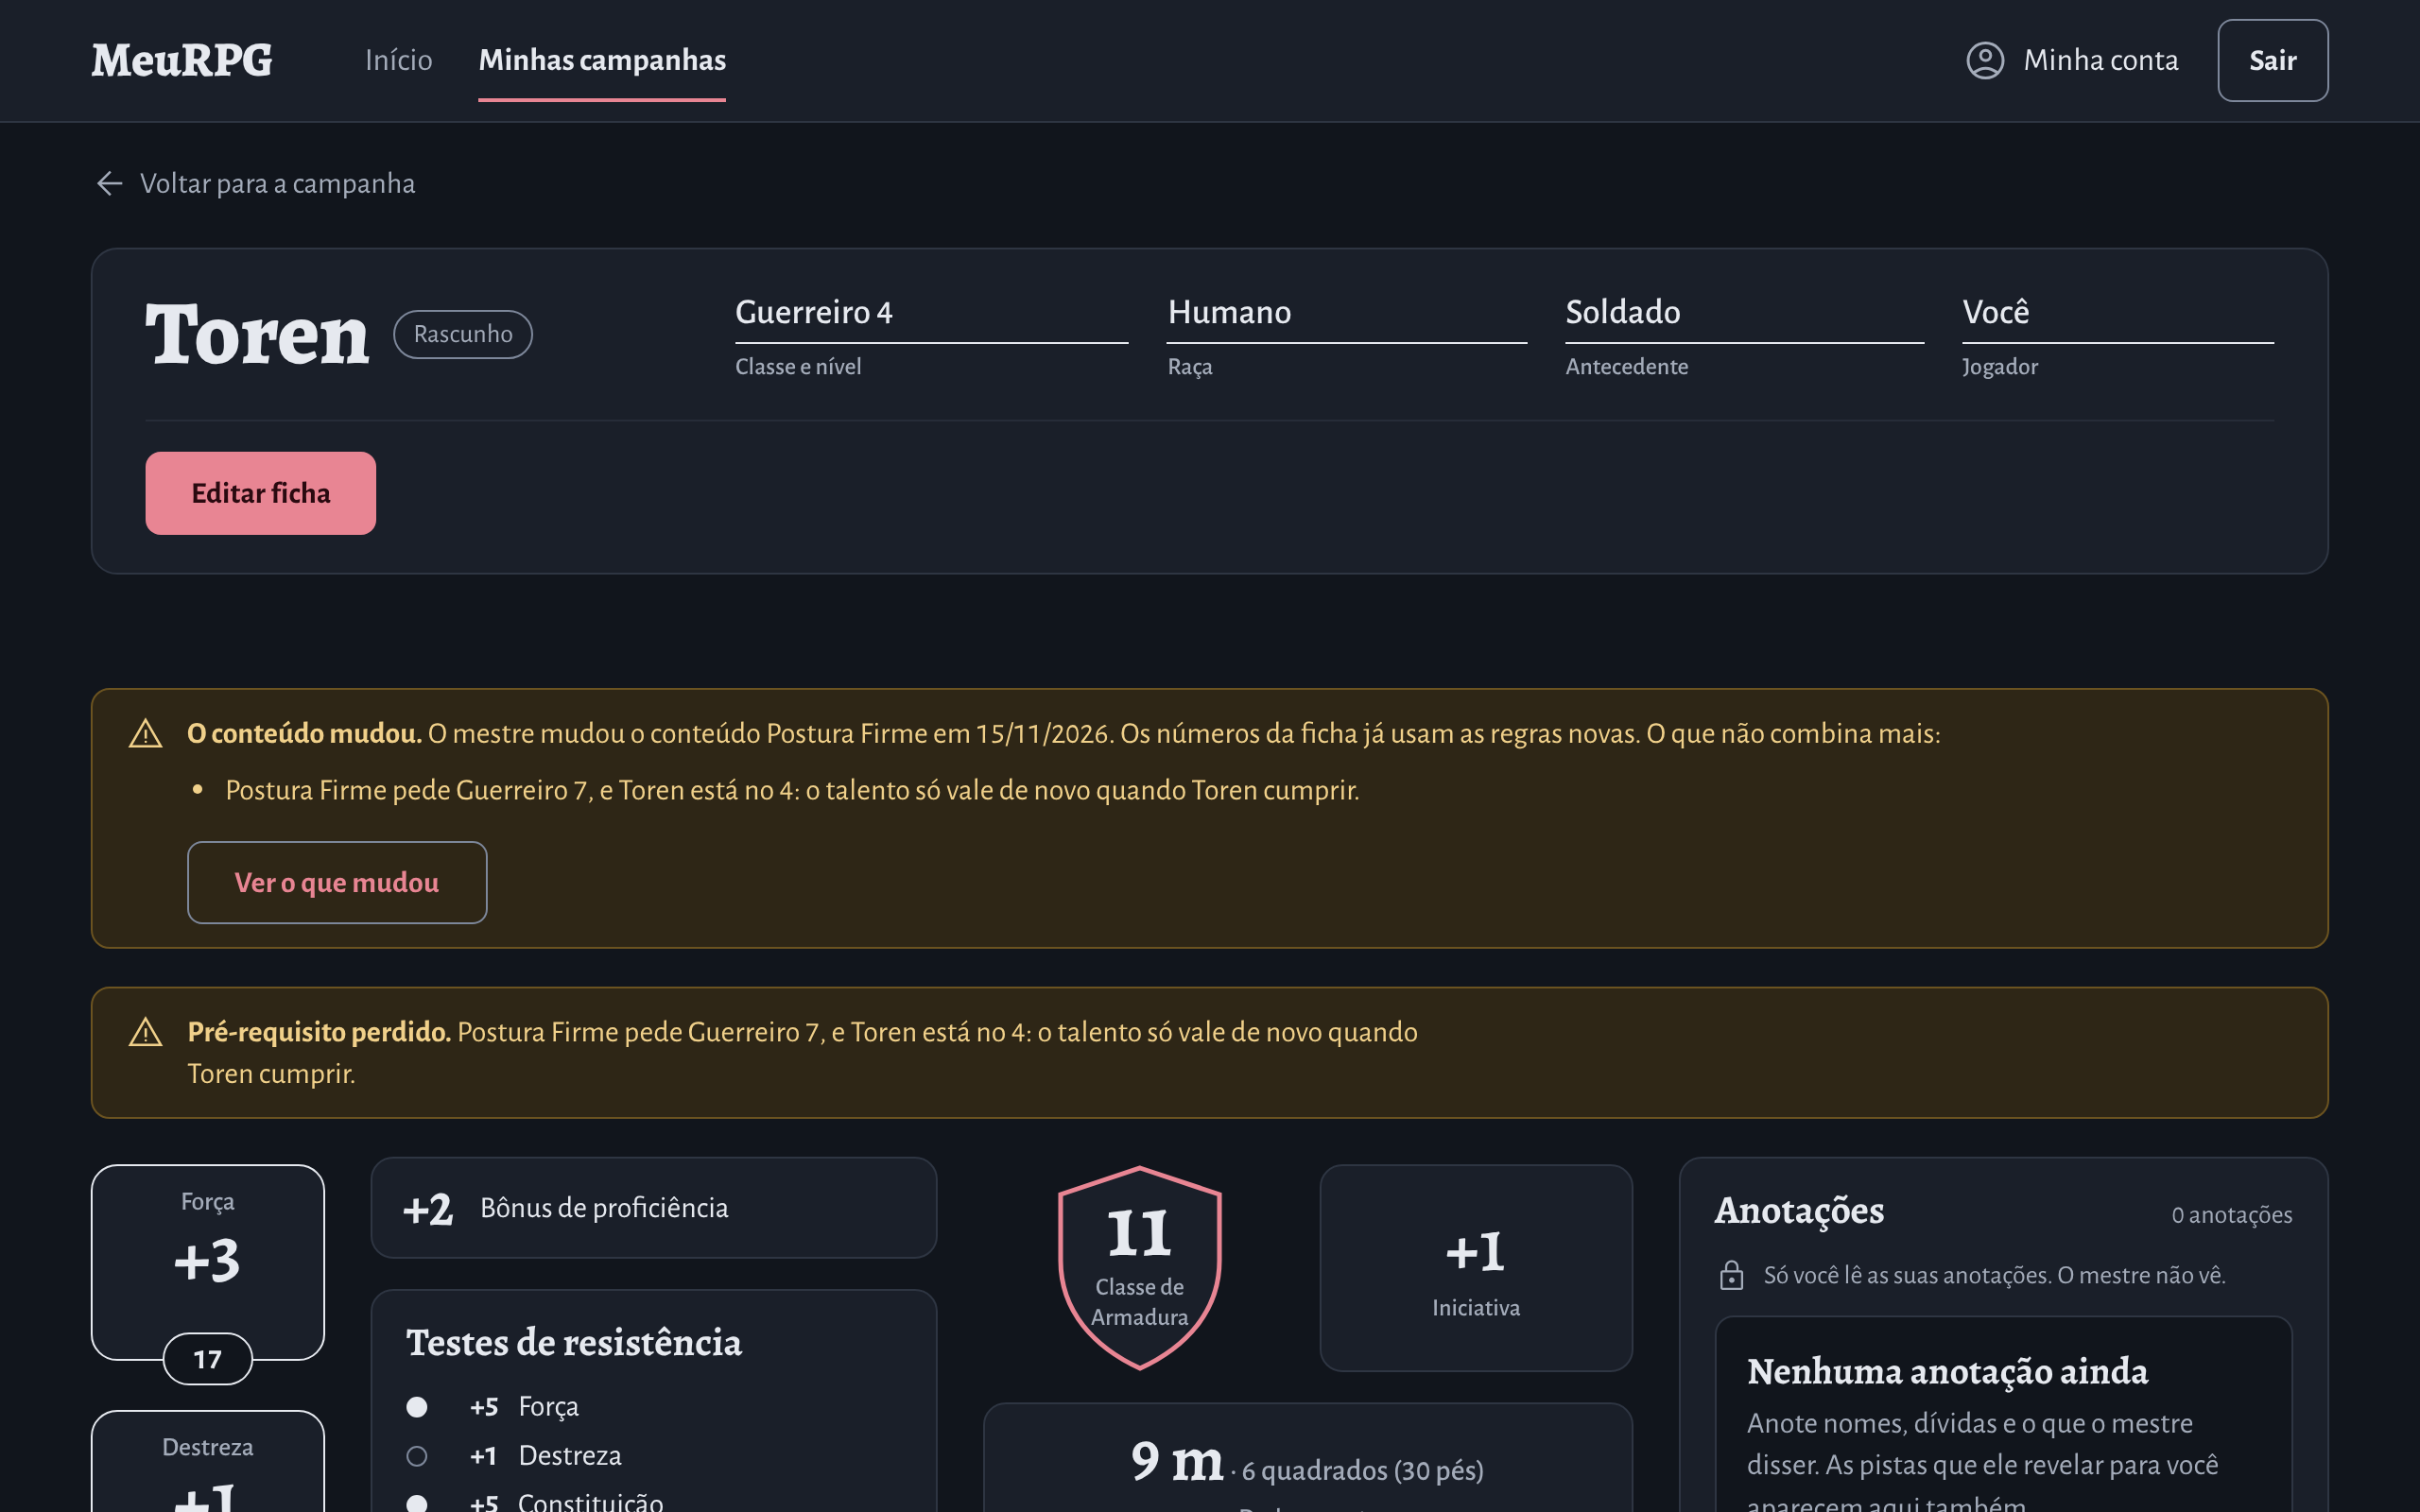 MeuRPG
Início
Minhas campanhas
Minha conta
Sair
Voltar para a campanha
Toren
Rascunho
Guerreiro 4
Classe e nível
Humano
Raça
Soldado
Antecedente
Você
Jogador
Editar ficha
O conteúdo mudou. O mestre mudou o conteúdo Postura Firme em 15/11/2026. Os números da ficha já usam as regras novas. O que não combina mais:
Postura Firme pede Guerreiro 7, e Toren está no 4: o talento só vale de novo quando Toren cumprir.
Ver o que mudou
Pré-requisito perdido. Postura Firme pede Guerreiro 7, e Toren está no 4: o talento só vale de novo quando
Toren cumprir.
Força
+3
17
Destreza
+1
+2 Bônus de proficiência
Testes de resistência
+5 Força
+1 Destreza
+5 Constituição
11
Classe de
Armadura
+1
Iniciativa
9 m · 6 quadrados (30 pés)
Anotações
0 anotações
Só você lê as suas anotações. O mestre não vê.
Nenhuma anotação ainda
Anote nomes, dívidas e o que o mestre
disser. As pistas que ele revelar para você
aparecem aqui também.